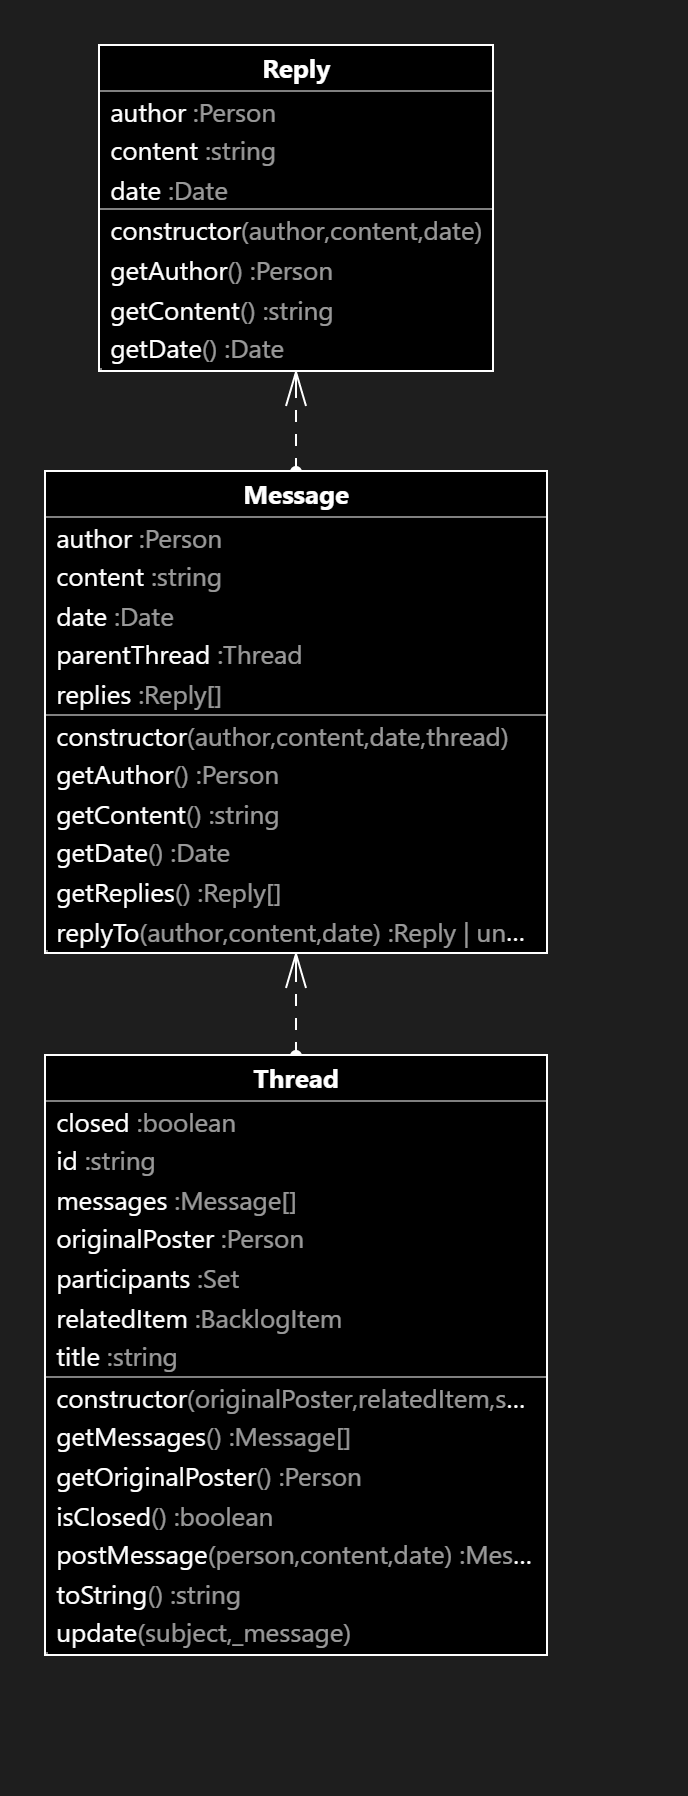 Reply
author :Person
content :string
date :Date
constructor(author,content,date)
getAuthor() :Person
getContent() :string
getDate() :Date
Message
author :Person
content :string
date :Date
parentThread :Thread
replies :Reply[]
constructor(author,content,date,thread)
getAuthor() :Person
getContent() :string
getDate() :Date
getReplies() :Reply[]
replyTo(author,content,date) :Reply | un...
Thread
closed :boolean
id :string
messages :Message[]
originalPoster :Person
participants :Set
relatedItem :BacklogItem
title :string
constructor(originalPoster,relatedItem,s...
getMessages() :Message[]
getOriginalPoster() :Person
isClosed() :boolean
postMessage(person,content,date) :Mes...
toString() :string
update(subject,_message)